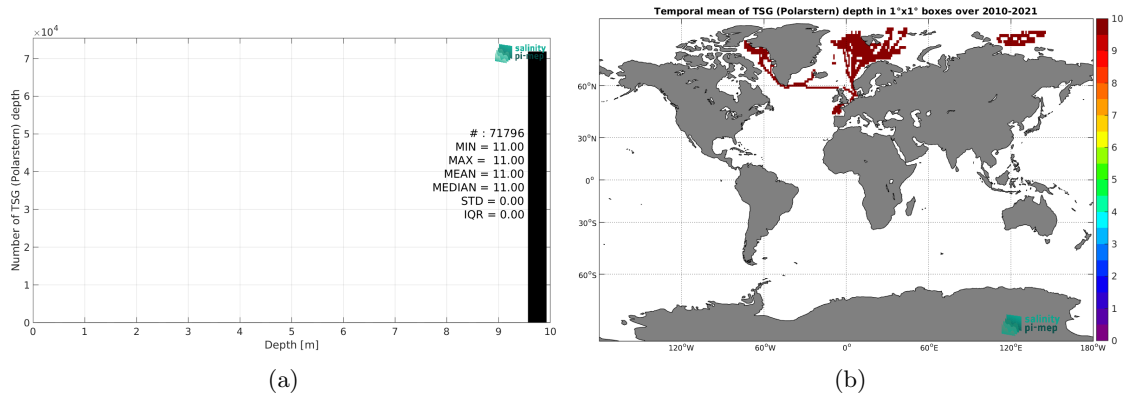 ×10⁴
7
6
5
4
3
2
1
0
Number of TSG (Polarstern) depth
salinity
pi-mep
# : 71796
MIN = 11.00
MAX = 11.00
MEAN = 11.00
MEDIAN = 11.00
STD = 0.00
IQR = 0.00
0 1 2 3 4 5 6 7 8 9 10
Depth [m]
(a)
Temporal mean of TSG (Polarstern) depth in 1°x1° boxes over 2010-2021
60°N
30°N
0°
30°S
60°S
120°W 60°W 0° 60°E 120°E 180°W
salinity
pi-mep
10
9
8
7
6
5
4
3
2
1
0
(b)